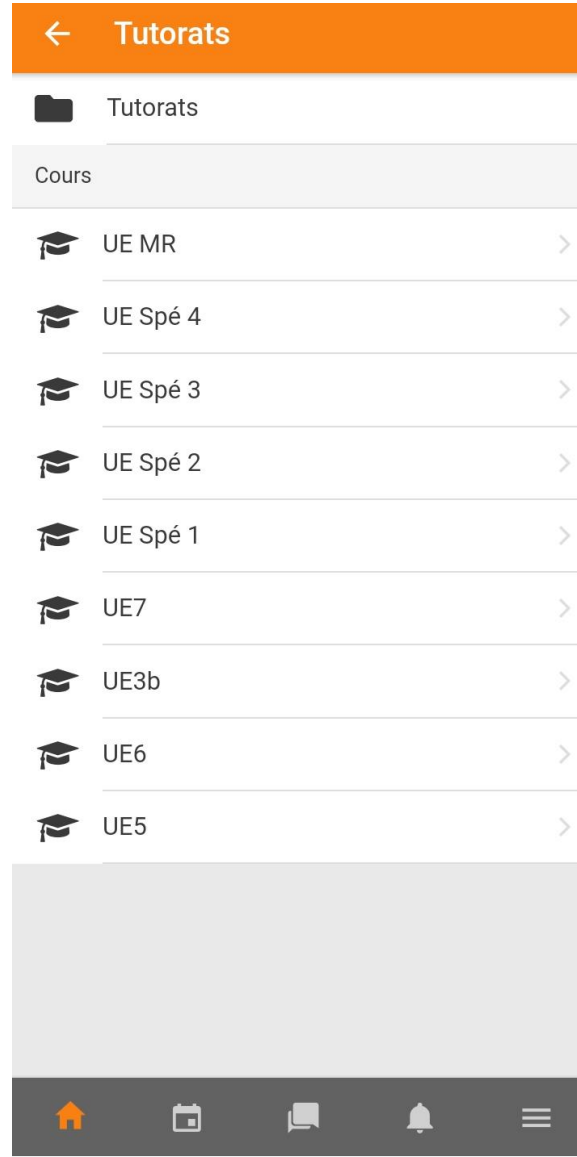 Tutorats
Tutorats
Cours
UE MR
UE Spé 4
UE Spé 3
UE Spé 2
UE Spé 1
UE7
UE3b
UE6
UE5